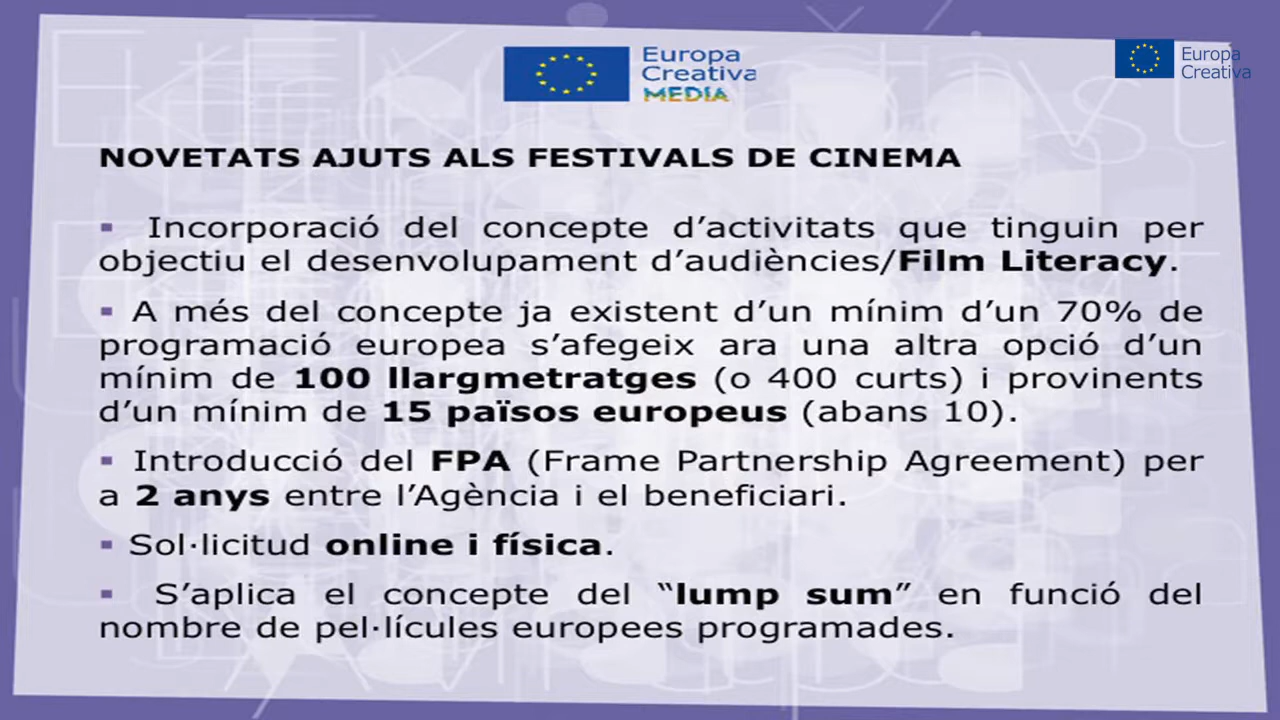 Europa
Creativa
MEDIA
Europa
Creativa
NOVETATS AJUTS ALS FESTIVALS DE CINEMA
▪ Incorporació del concepte d’activitats que tinguin per
objectiu el desenvolupament d’audiències/Film Literacy.
▪ A més del concepte ja existent d’un mínim d’un 70% de
programació europea s’afegeix ara una altra opció d’un
mínim de 100 llargmetratges (o 400 curts) i provinents
d’un mínim de 15 països europeus (abans 10).
▪ Introducció del FPA (Frame Partnership Agreement) per
a 2 anys entre l’Agència i el beneficiari.
▪ Sol·licitud online i física.
▪ S’aplica el concepte del “lump sum” en funció del
nombre de pel·lícules europees programades.